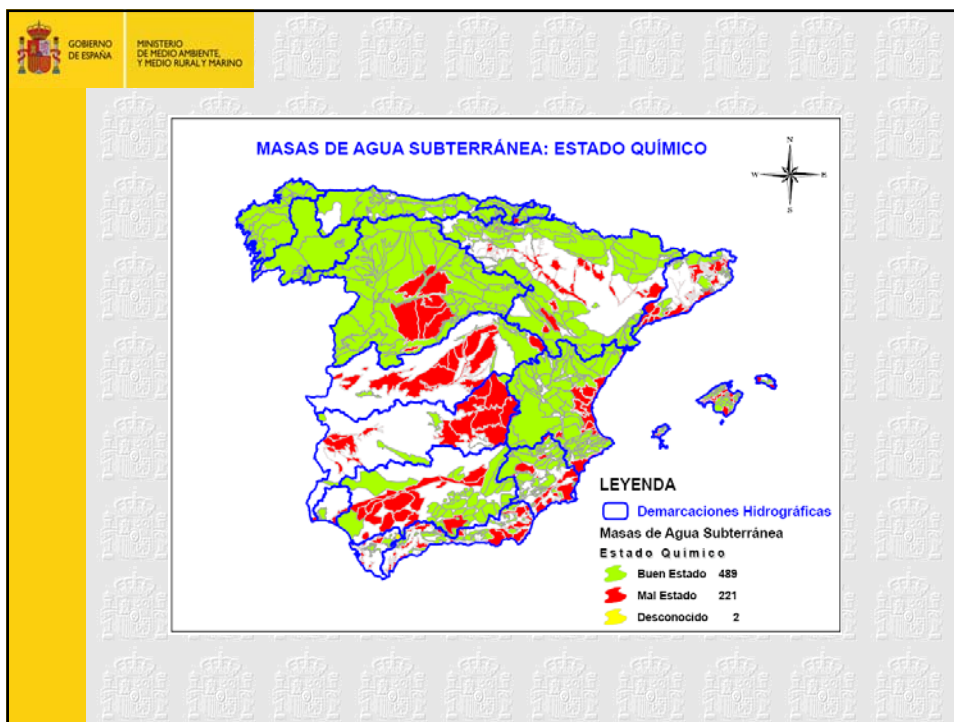 GOBIERNO
DE ESPAÑA
MINISTERIO
DE MEDIO AMBIENTE,
Y MEDIO RURAL Y MARINO
MASAS DE AGUA SUBTERRÁNEA: ESTADO QUÍMICO
N
W E
S
LEYENDA
Demarcaciones Hidrográficas
Masas de Agua Subterránea
Estado Químico
Buen Estado 489
Mal Estado 221
Desconocido 2